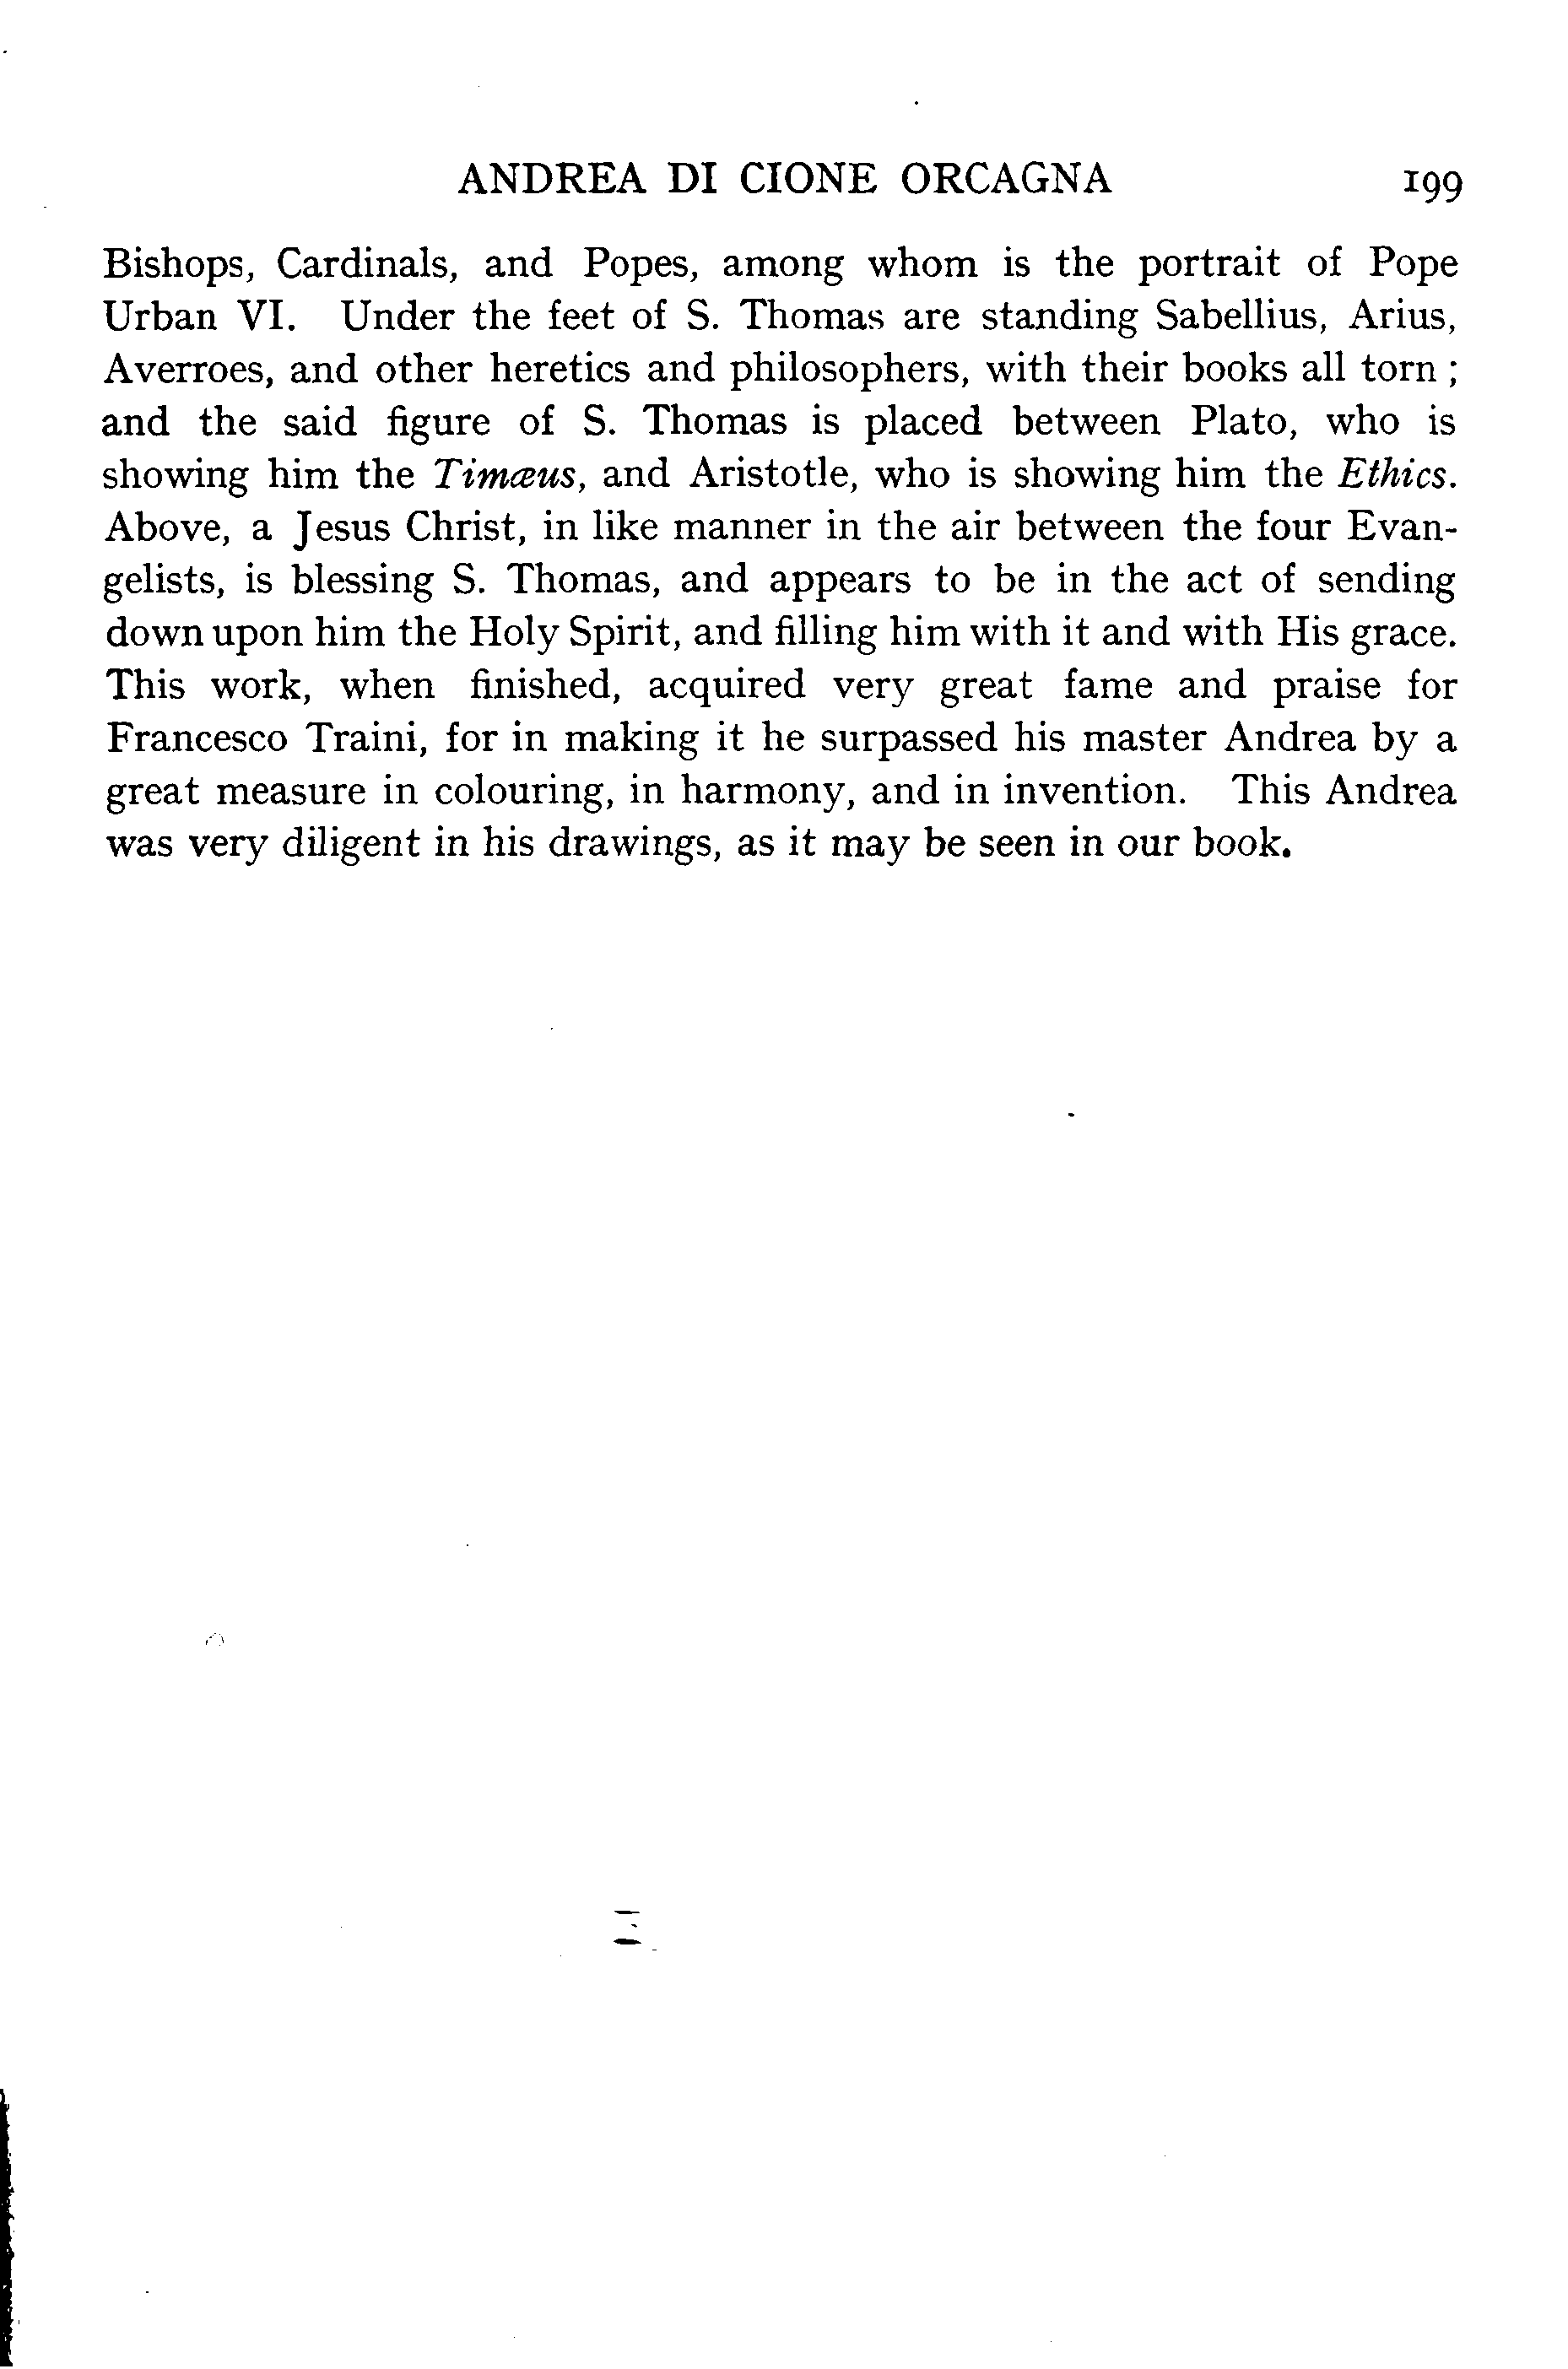 ANDREA DI CIONE ORCAGNA 199
Bishops, Cardinals, and Popes, among whom is the portrait of Pope
Urban VI. Under the feet of S. Thomas are standing Sabellius, Arius,
Averroes, and other heretics and philosophers, with their books all torn ;
and the said figure of S. Thomas is placed between Plato, who is
showing him the Timæus, and Aristotle, who is showing him the Ethics.
Above, a Jesus Christ, in like manner in the air between the four Evan-
gelists, is blessing S. Thomas, and appears to be in the act of sending
down upon him the Holy Spirit, and filling him with it and with His grace.
This work, when finished, acquired very great fame and praise for
Francesco Traini, for in making it he surpassed his master Andrea by a
great measure in colouring, in harmony, and in invention. This Andrea
was very diligent in his drawings, as it may be seen in our book.